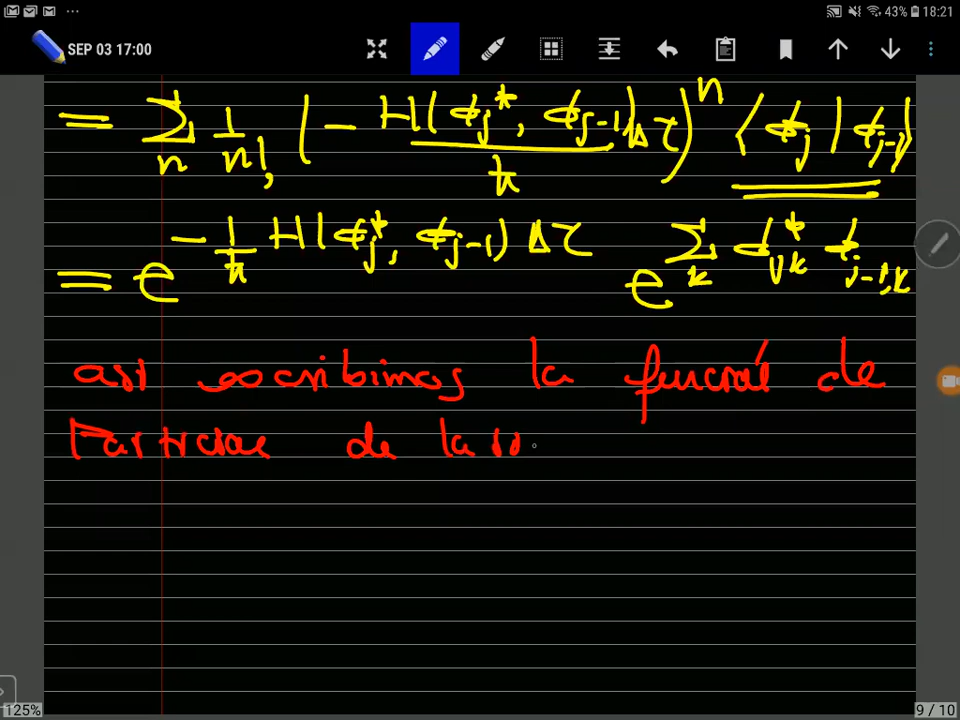 43% 18:21
SEP 03 17:00
= Σ_n 1/n! (− H(ϕ_j^*, ϕ_{j-1}) Δτ / ħ)^n ⟨ϕ_j | ϕ_{j-1}⟩
= e^{− 1/ħ H(ϕ_j^*, ϕ_{j-1}) Δτ} e^{Σ_k ϕ_{jk}^* ϕ_{j-1,k}}
así escribimos la función de
Partición de la
125%
9 / 10